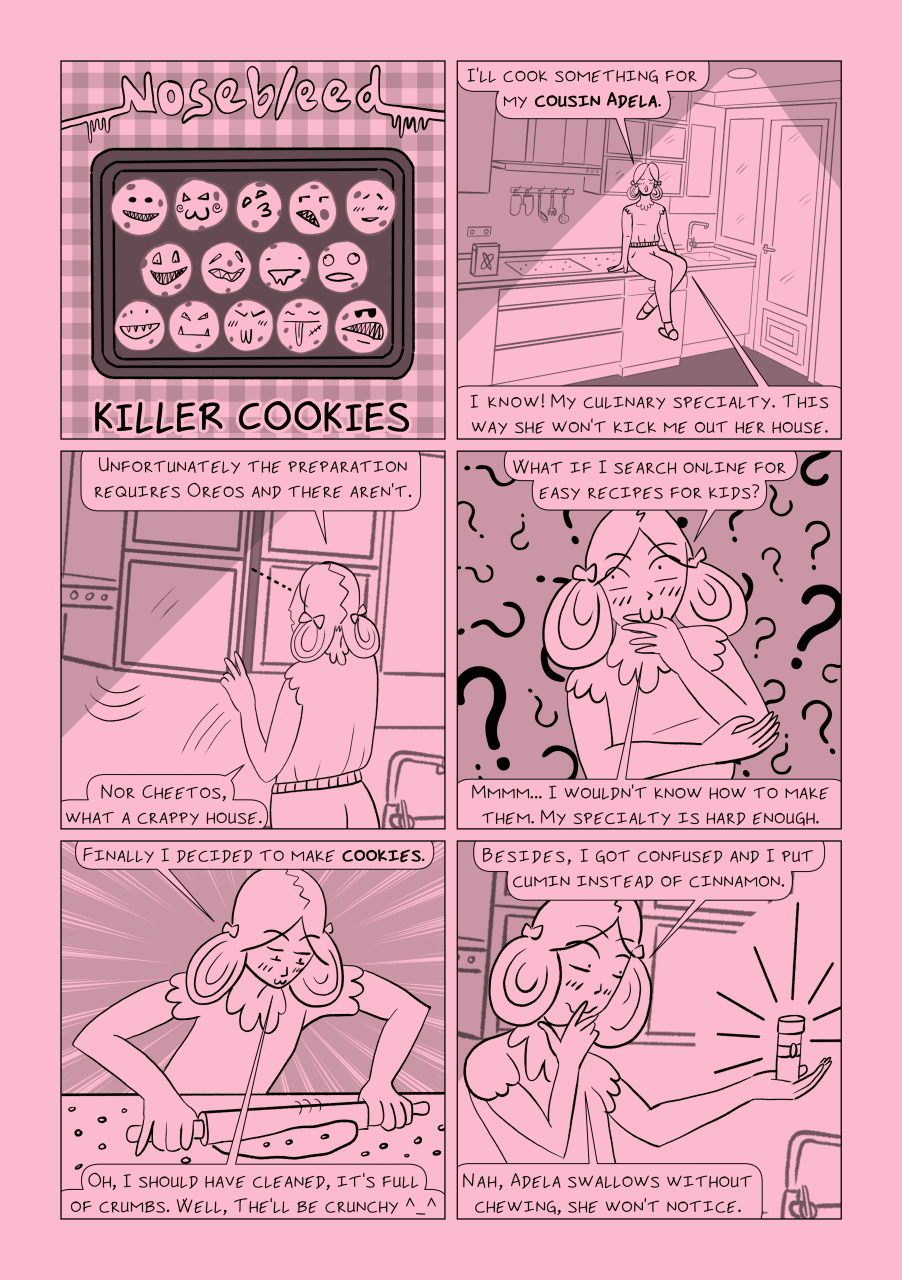 Nosebleed
KILLER COOKIES
I'LL COOK SOMETHING FOR
MY COUSIN ADELA.
I KNOW! MY CULINARY SPECIALTY. THIS
WAY SHE WON'T KICK ME OUT HER HOUSE.
UNFORTUNATELY THE PREPARATION
REQUIRES OREOS AND THERE AREN'T.
NOR CHEETOS,
WHAT A CRAPPY HOUSE.
WHAT IF I SEARCH ONLINE FOR
EASY RECIPES FOR KIDS?
MMMM... I WOULDN'T KNOW HOW TO MAKE
THEM. MY SPECIALTY IS HARD ENOUGH.
FINALLY I DECIDED TO MAKE COOKIES.
OH, I SHOULD HAVE CLEANED, IT'S FULL
OF CRUMBS. WELL, THE'LL BE CRUNCHY ^_^
BESIDES, I GOT CONFUSED AND I PUT
CUMIN INSTEAD OF CINNAMON.
NAH, ADELA SWALLOWS WITHOUT
CHEWING, SHE WON'T NOTICE.